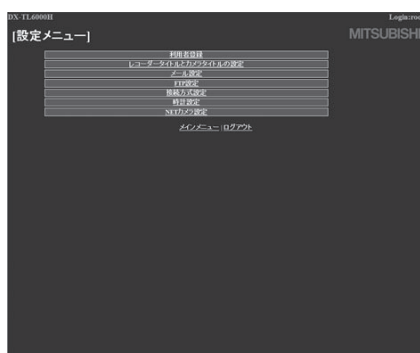 DX-TL6000H
Login:roo
[設定メニュー]
MITSUBISHI
利用者登録
レコーダータイトルとカメラタイトルの設定
メール設定
FTP設定
接続方式設定
時計設定
NETカメラ設定
メインメニュー | ログアウト